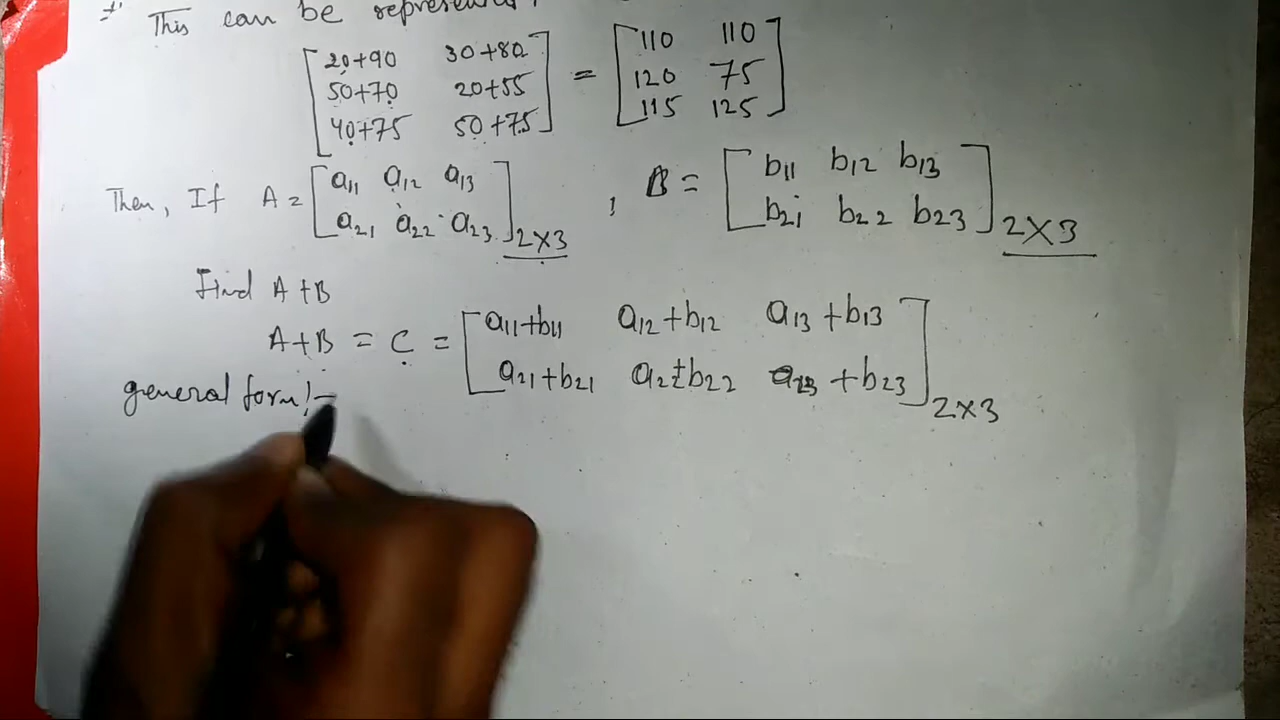 This can be
20+90 30+80 110 110
50+70 20+55 = 120 75
40+75 50+75 115 125
Then, If A = a11 a12 a13 , B = b11 b12 b13
a21 a22 a23 2×3 b21 b22 b23 2×3
Find A+B
A+B = C = a11+b11 a12+b12 a13+b13
a21+b21 a22+b22 a23+b23 2×3
general form:-